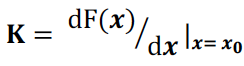 K = dF(x)/dx |x= x0